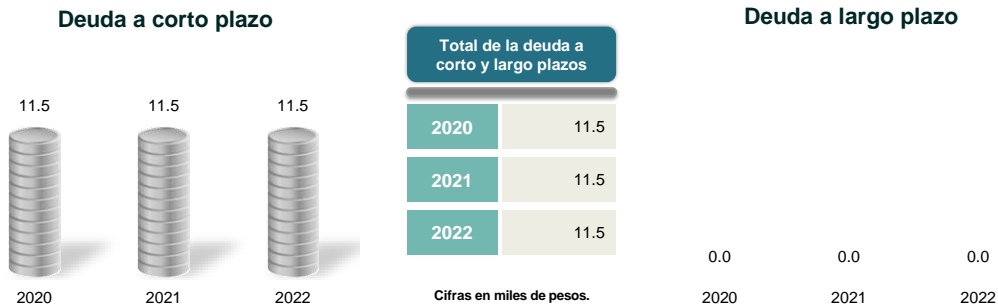 Deuda a corto plazo
11.5 11.5 11.5
2020 2021 2022
Total de la deuda a
corto y largo plazos
2020 11.5
2021 11.5
2022 11.5
Cifras en miles de pesos.
Deuda a largo plazo
0.0 0.0 0.0
2020 2021 2022